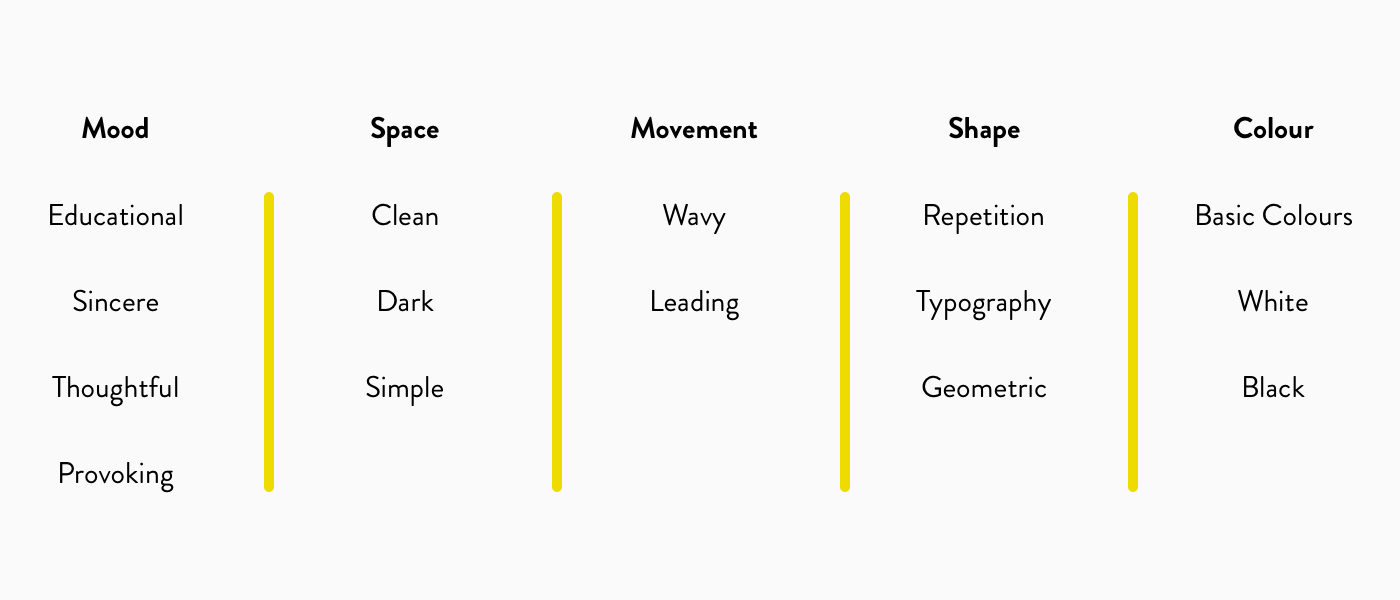 Mood
Educational
Sincere
Thoughtful
Provoking
Space
Clean
Dark
Simple
Movement
Wavy
Leading
Shape
Repetition
Typography
Geometric
Colour
Basic Colours
White
Black